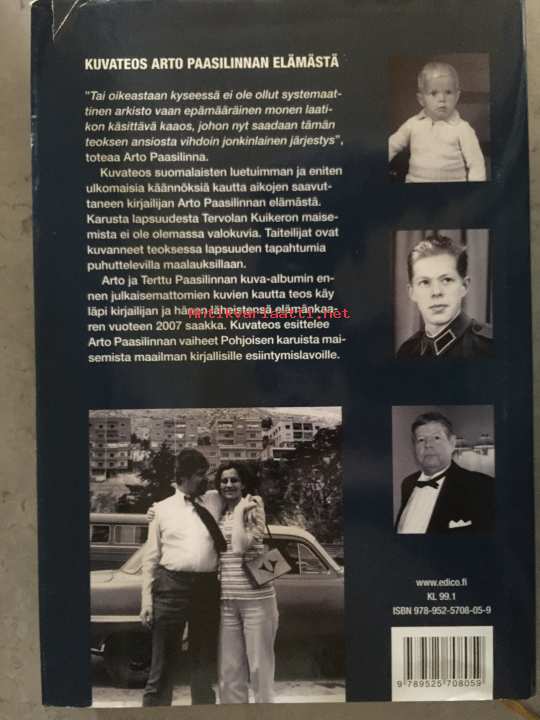 KUVATEOS ARTO PAASILINNAN ELÄMÄSTÄ
"Tai oikeastaan kyseessä ei ole ollut systemaat-
tinen arkisto vaan epämääräinen monen laati-
kon käsittävä kaaos, johon nyt saadaan tämän
teoksen ansiosta vihdoin jonkinlainen järjestys",
toteaa Arto Paasilinna.
Kuvateos suomalaisten luetuimman ja eniten
ulkomaisia käännöksiä kautta aikojen saavut-
taneen kirjailijan Arto Paasilinnan elämästä.
Karusta lapsuudesta Tervolan Kuikeron maise-
mista ei ole olemassa valokuvia. Taiteilijat ovat
kuvanneet teoksessa lapsuuden tapahtumia
puhuttelevilla maalauksillaan.
Arto ja Terttu Paasilinnan kuva-albumin en-
nen julkaisemattomien kuvien kautta teos käy
läpi kirjailijan ja hänen läheistensä elämänkaa-
ren vuoteen 2007 saakka. Kuvateos esittelee
Arto Paasilinnan vaiheet Pohjoisen karuista mai-
semista maailman kirjallisille esiintymislavoille.
Antikvariaatti.net
www.edico.fi
KL 99.1
ISBN 978-952-5708-05-9
9 789525 708059